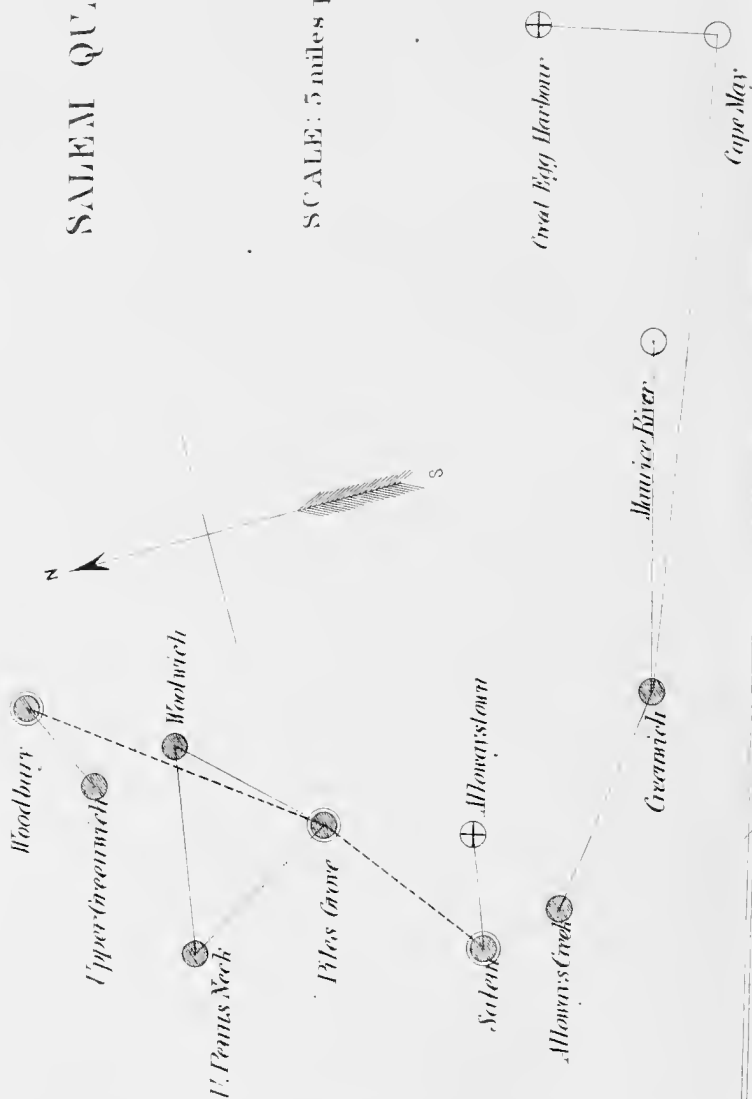 SALEM
SCALE: 5 miles
N
S
Woodbury
Upper Greenwich
Woolwich
Penns Neck
Piles Grove
Salem
Allowaystown
Alloways Creek
Greenwich
Maurice River
Great Egg Harbour
Cape May